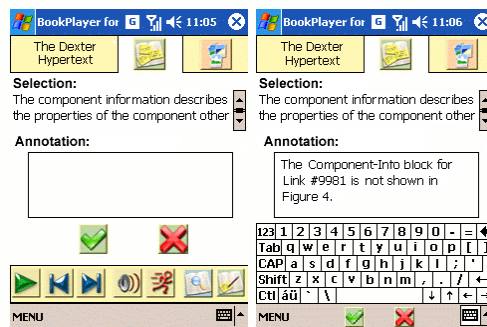 BookPlayer for G 11:05
The Dexter
Hypertext
Selection:
The component information describes
the properties of the component other
Annotation:
MENU
BookPlayer for G 11:06
The Dexter
Hypertext
Selection:
The component information describes
the properties of the component other
Annotation:
The Component-Info block for
Link #9981 is not shown in
Figure 4.
123 1 2 3 4 5 6 7 8 9 0 - =
Tab q w e r t y u i o p [ ]
CAP a s d f g h j k l ; '
Shift z x c v b n m , . /
Ctl áü ` \
MENU